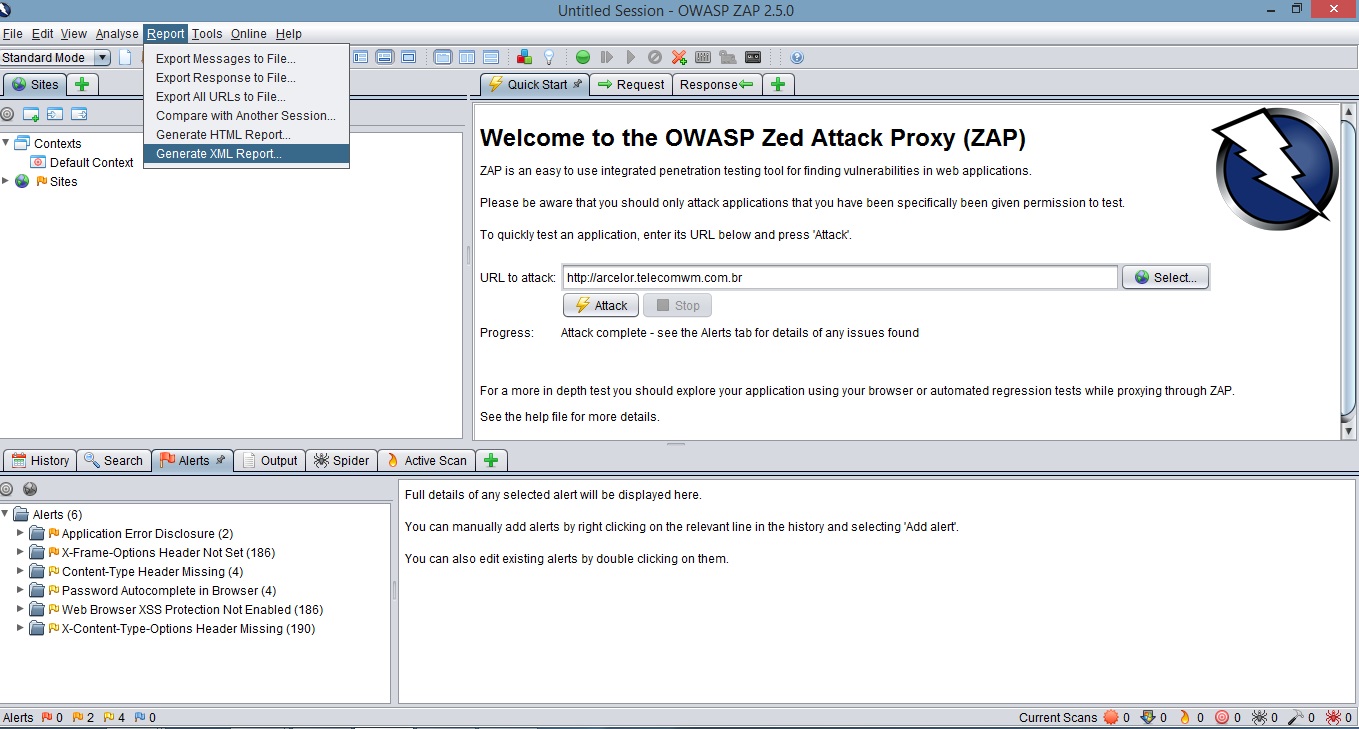 Untitled Session - OWASP ZAP 2.5.0
File Edit View Analyse Report Tools Online Help
Standard Mode
Export Messages to File...
Export Response to File...
Export All URLs to File...
Compare with Another Session...
Generate HTML Report...
Generate XML Report...
Sites
Contexts
Default Context
Sites
Quick Start Request Response
Welcome to the OWASP Zed Attack Proxy (ZAP)
ZAP is an easy to use integrated penetration testing tool for finding vulnerabilities in web applications.
Please be aware that you should only attack applications that you have been specifically been given permission to test.
To quickly test an application, enter its URL below and press 'Attack'.
URL to attack: http://arcelor.telecomwm.com.br Select...
Attack Stop
Progress: Attack complete - see the Alerts tab for details of any issues found
For a more in depth test you should explore your application using your browser or automated regression tests while proxying through ZAP.
See the help file for more details.
History Search Alerts Output Spider Active Scan
Alerts (6)
Application Error Disclosure (2)
X-Frame-Options Header Not Set (186)
Content-Type Header Missing (4)
Password Autocomplete in Browser (4)
Web Browser XSS Protection Not Enabled (186)
X-Content-Type-Options Header Missing (190)
Full details of any selected alert will be displayed here.
You can manually add alerts by right clicking on the relevant line in the history and selecting 'Add alert'.
You can also edit existing alerts by double clicking on them.
Alerts 0 2 4 0 Current Scans 0 0 0 0 0 0 0